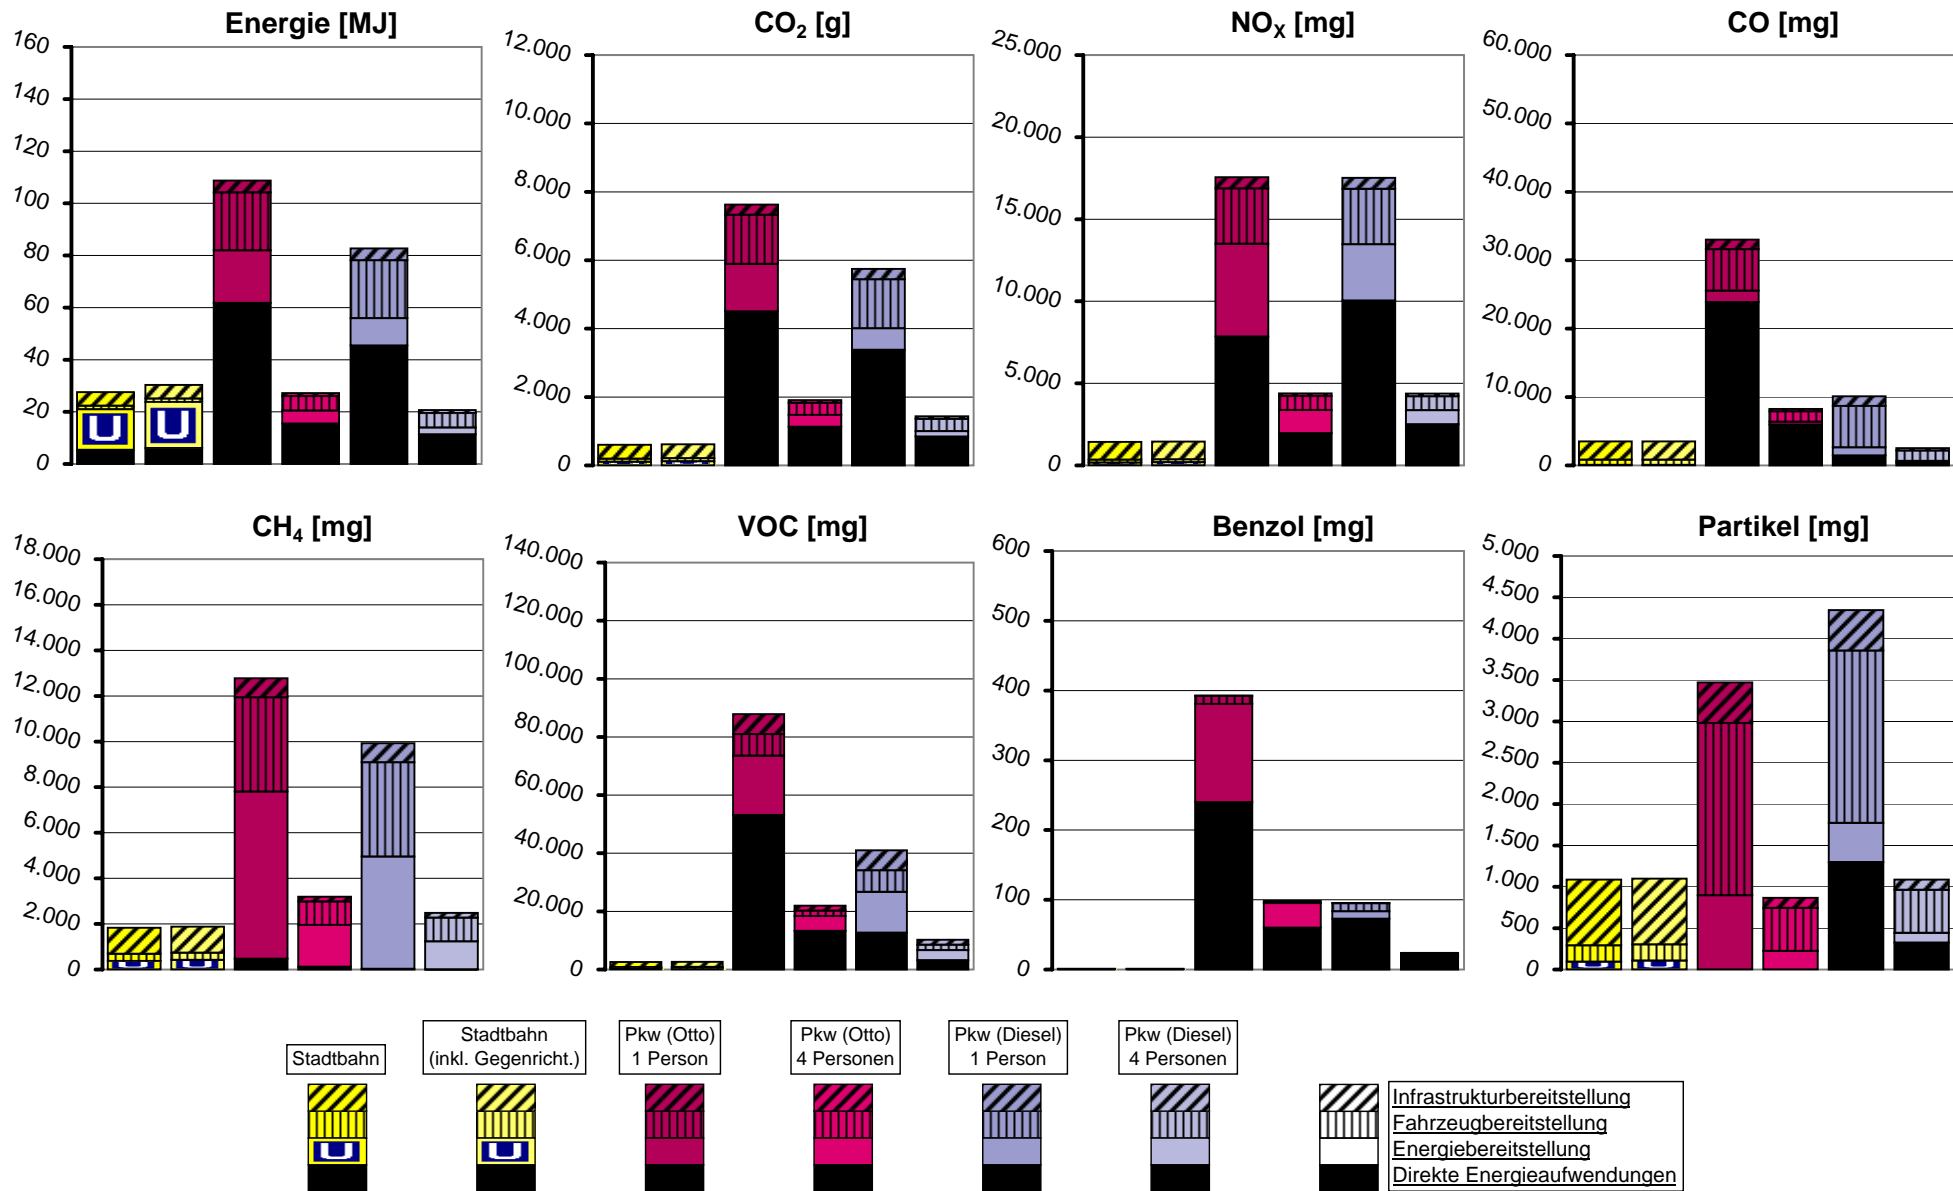 Energie [MJ]
160
140
120
100
80
60
40
20
0
U
U
CO2 [g]
12.000
10.000
8.000
6.000
4.000
2.000
0
NOX [mg]
25.000
20.000
15.000
10.000
5.000
0
CO [mg]
60.000
50.000
40.000
30.000
20.000
10.000
0
CH4 [mg]
18.000
16.000
14.000
12.000
10.000
8.000
6.000
4.000
2.000
0
VOC [mg]
140.000
120.000
100.000
80.000
60.000
40.000
20.000
0
Benzol [mg]
600
500
400
300
200
100
0
Partikel [mg]
5.000
4.500
4.000
3.500
3.000
2.500
2.000
1.500
1.000
500
0
Stadtbahn
Stadtbahn
(inkl. Gegenricht.)
Pkw (Otto)
1 Person
Pkw (Otto)
4 Personen
Pkw (Diesel)
1 Person
Pkw (Diesel)
4 Personen
U
U
Infrastrukturbereitstellung
Fahrzeugbereitstellung
Energiebereitstellung
Direkte Energieaufwendungen